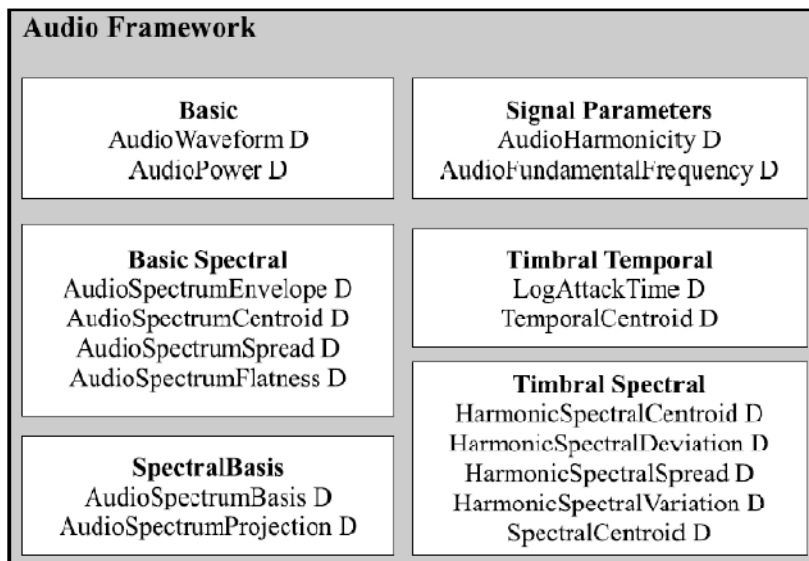 Audio Framework
Basic
AudioWaveform D
AudioPower D
Signal Parameters
AudioHarmonicity D
AudioFundamentalFrequency D
Basic Spectral
AudioSpectrumEnvelope D
AudioSpectrumCentroid D
AudioSpectrumSpread D
AudioSpectrumFlatness D
Timbral Temporal
LogAttackTime D
TemporalCentroid D
Timbral Spectral
HarmonicSpectralCentroid D
HarmonicSpectralDeviation D
HarmonicSpectralSpread D
HarmonicSpectralVariation D
SpectralCentroid D
SpectralBasis
AudioSpectrumBasis D
AudioSpectrumProjection D